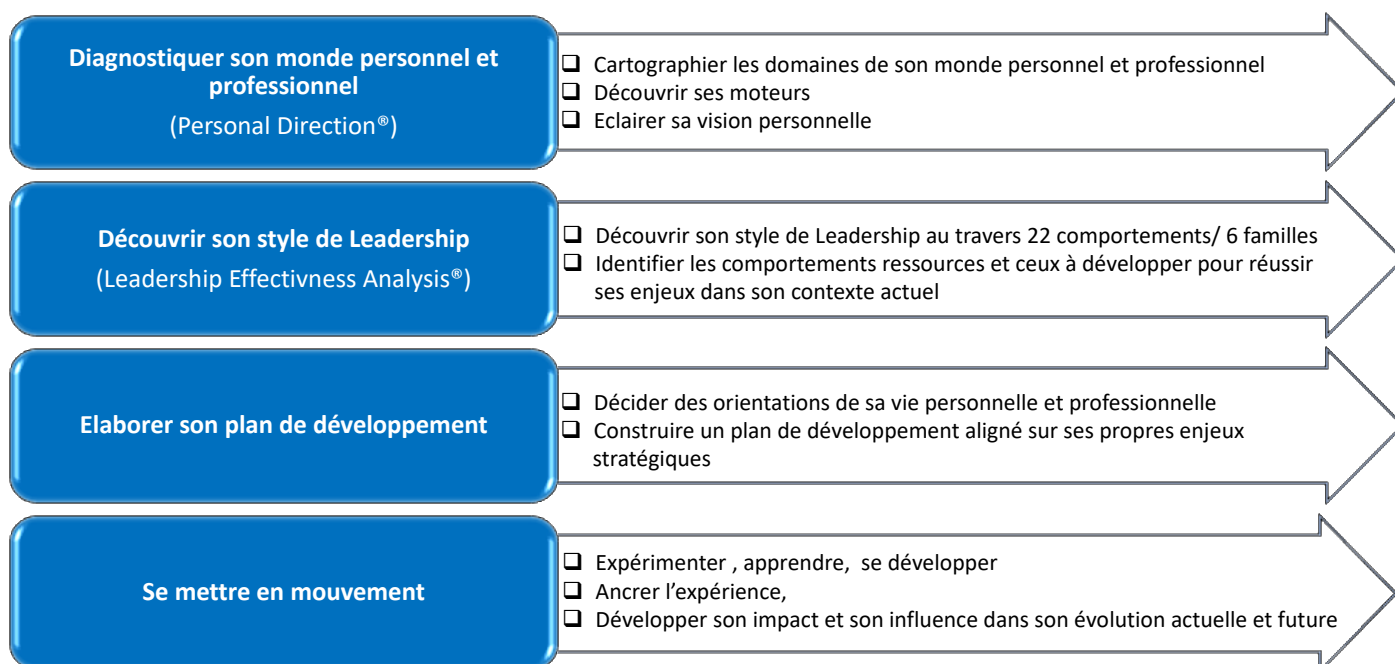 Diagnostiquer son monde personnel et
professionnel
(Personal Direction®)
Cartographier les domaines de son monde personnel et professionnel
Découvrir ses moteurs
Eclairer sa vision personnelle
Découvrir son style de Leadership
(Leadership Effectivness Analysis®)
Découvrir son style de Leadership au travers 22 comportements/ 6 familles
Identifier les comportements ressources et ceux à développer pour réussir
ses enjeux dans son contexte actuel
Elaborer son plan de développement
Décider des orientations de sa vie personnelle et professionnelle
Construire un plan de développement aligné sur ses propres enjeux
stratégiques
Se mettre en mouvement
Expérimenter , apprendre, se développer
Ancrer l’expérience,
Développer son impact et son influence dans son évolution actuelle et future